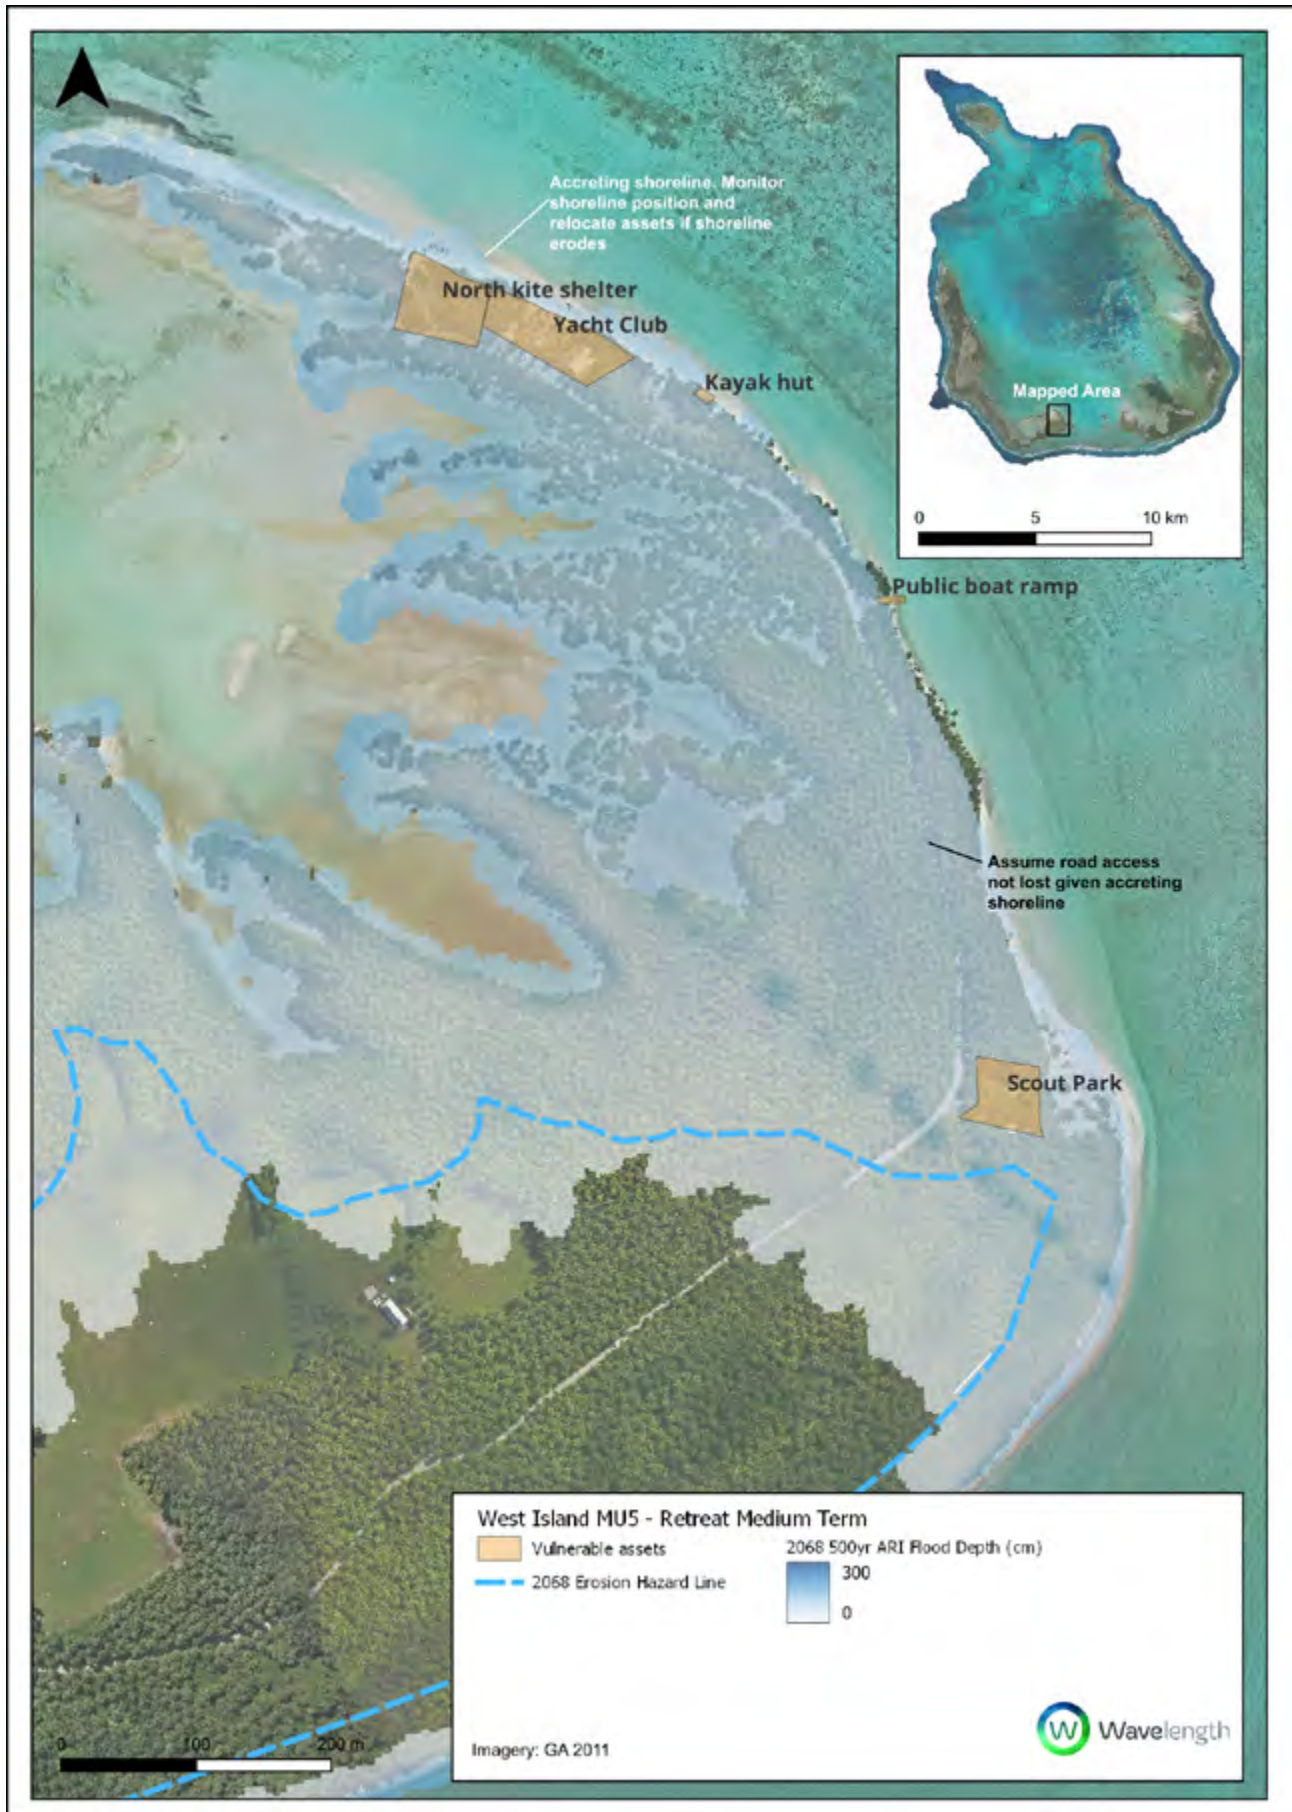 Accreting shoreline. Monitor
shoreline position and
relocate assets if shoreline
erodes
North kite shelter
Yacht Club
Kayak hut
Mapped Area
0 5 10 km
Public boat ramp
Assume road access
not lost given accreting
shoreline
Scout Park
West Island MU5 - Retreat Medium Term
Vulnerable assets
2068 Erosion Hazard Line
2068 500yr ARI Flood Depth (cm)
300
0
0 100 200 m
Imagery: GA 2011
W Wavelength